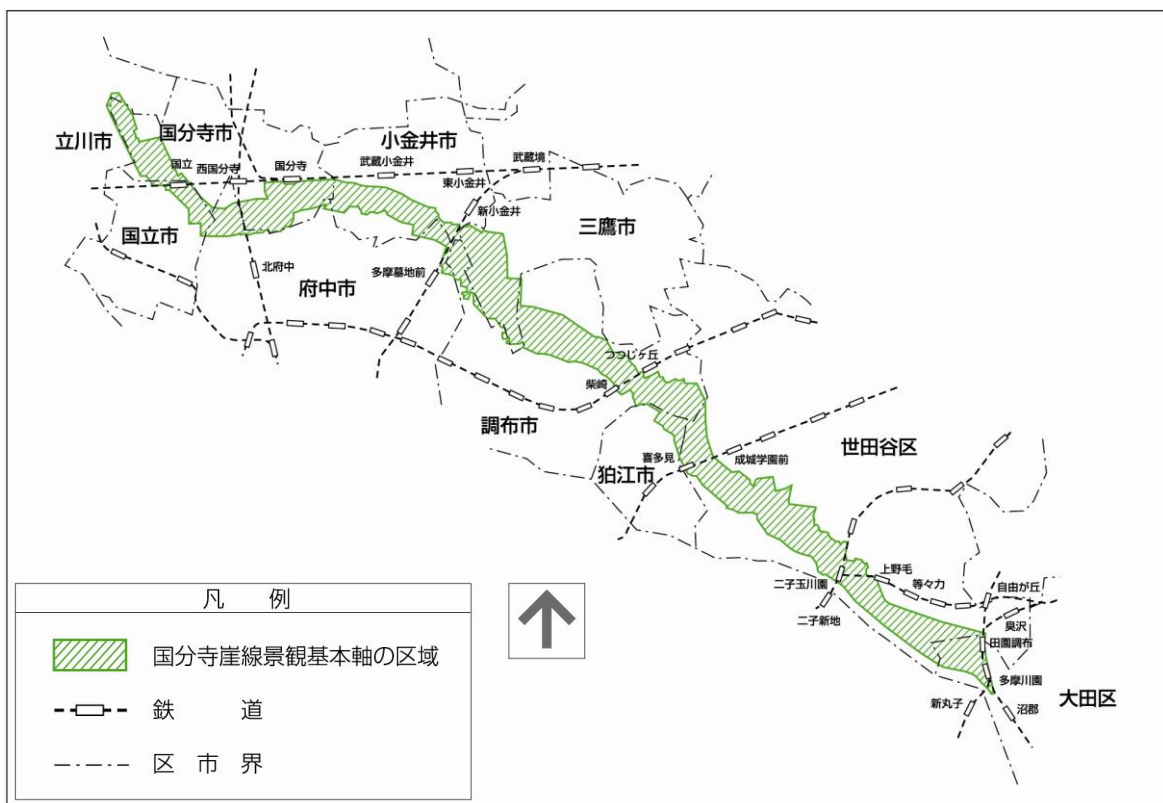 立川市
国分寺市
小金井市
国立
西国分寺
国分寺
武蔵小金井
武蔵境
東小金井
新小金井
三鷹市
国立市
北府中
府中市
多摩墓地前
つつじヶ丘
柴崎
調布市
狛江市
喜多見
成城学園前
世田谷区
上野毛
二子玉川園
等々力
自由が丘
二子新地
奥沢
田園調布
多摩川園
新丸子
沼部
大田区
凡 例
国分寺崖線景観基本軸の区域
鉄 道
区 市 界